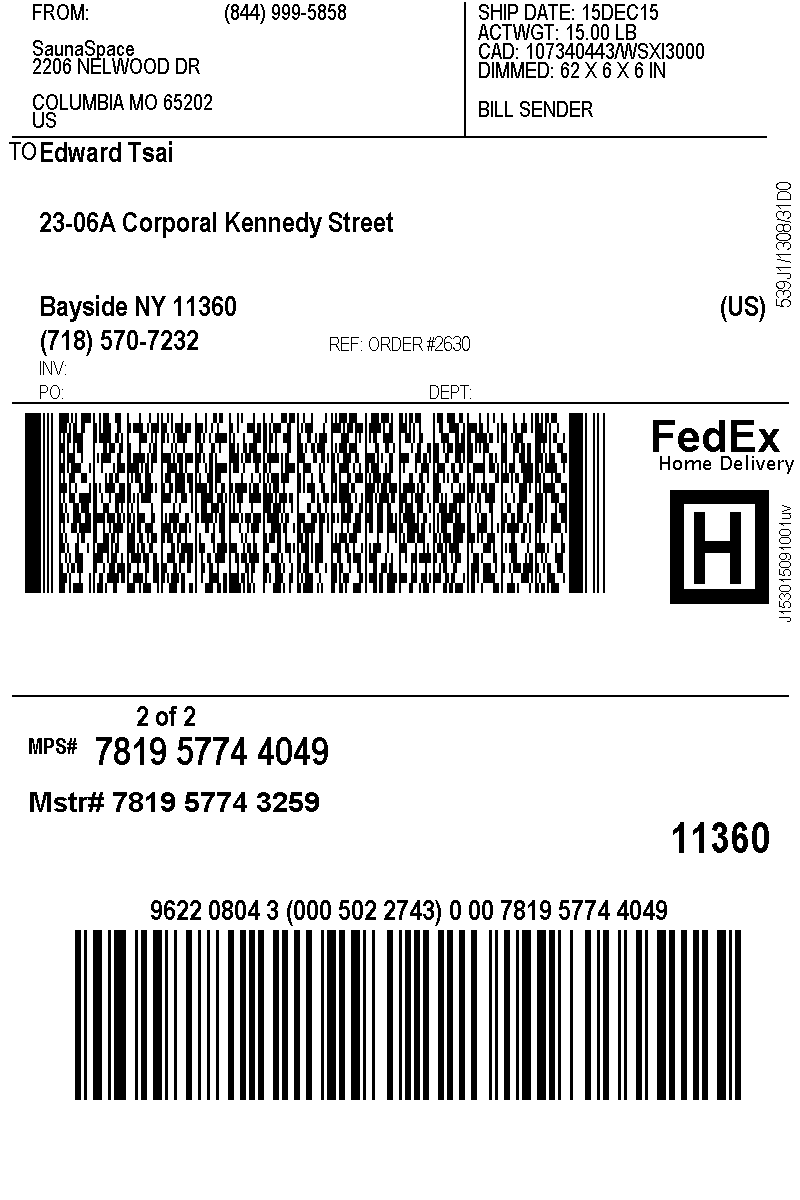 FROM: (844) 999-5858
SaunaSpace
2206 NELWOOD DR
COLUMBIA MO 65202
US
SHIP DATE: 15DEC15
ACTWGT: 15.00 LB
CAD: 107340443/WSXI3000
DIMMED: 62 X 6 X 6 IN
BILL SENDER
TO Edward Tsai
23-06A Corporal Kennedy Street
Bayside NY 11360 (US)
(718) 570-7232 REF: ORDER #2630
INV:
PO: DEPT:
539J1/1308/31D0
FedEx
Home Delivery
H
J153015091001uv
2 of 2
MPS# 7819 5774 4049
Mstr# 7819 5774 3259
11360
9622 0804 3 (000 502 2743) 0 00 7819 5774 4049